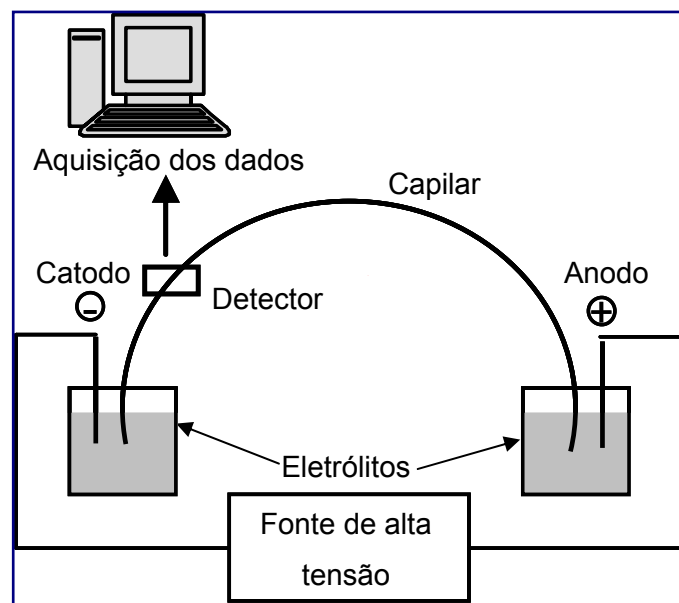 Aquisição dos dados
Capilar
Catodo
-
Detector
Anodo
+
Eletrólitos
Fonte de alta
tensão